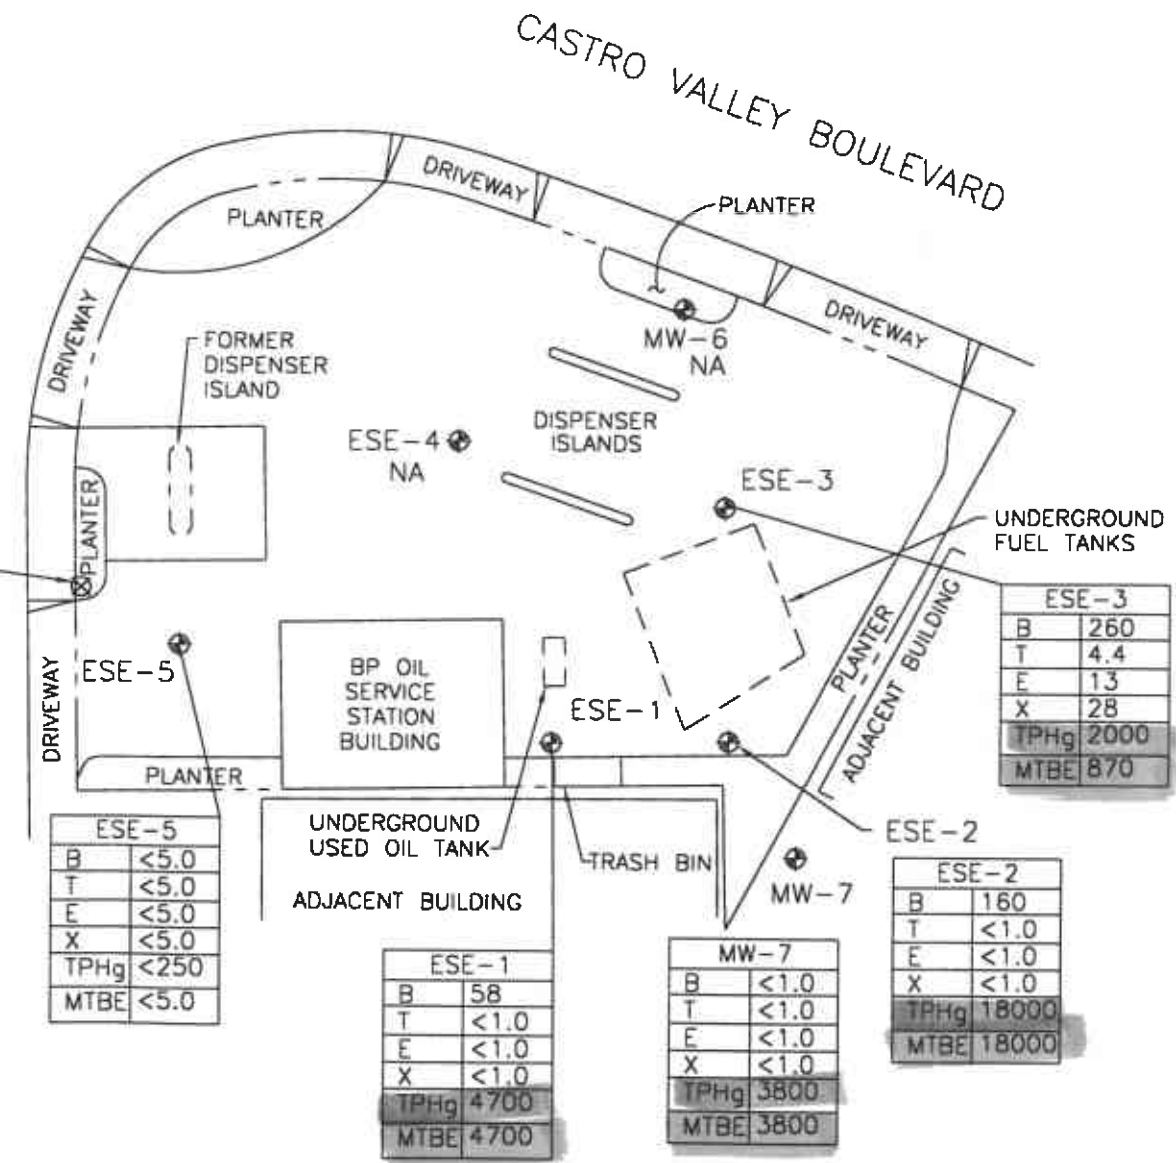 CASTRO VALLEY BOULEVARD
DRIVEWAY
PLANTER
PLANTER
DRIVEWAY
DRIVEWAY
FORMER
DISPENSER
ISLAND
MW-6
NA
DISPENSER
ISLANDS
ESE-4
NA
ESE-3
UNDERGROUND
FUEL TANKS
PLANTER
PLANTER
ADJACENT BUILDING
DRIVEWAY
ESE-5
BP OIL
SERVICE
STATION
BUILDING
ESE-1
PLANTER
UNDERGROUND
USED OIL TANK
TRASH BIN
ADJACENT BUILDING
ESE-2
MW-7
ESE-3
B 260
T 4.4
E 13
X 28
TPHg 2000
MTBE 870
ESE-5
B <5.0
T <5.0
E <5.0
X <5.0
TPHg <250
MTBE <5.0
ESE-1
B 58
T <1.0
E <1.0
X <1.0
TPHg 4700
MTBE 4700
MW-7
B <1.0
T <1.0
E <1.0
X <1.0
TPHg 3800
MTBE 3800
ESE-2
B 160
T <1.0
E <1.0
X <1.0
TPHg 18000
MTBE 18000